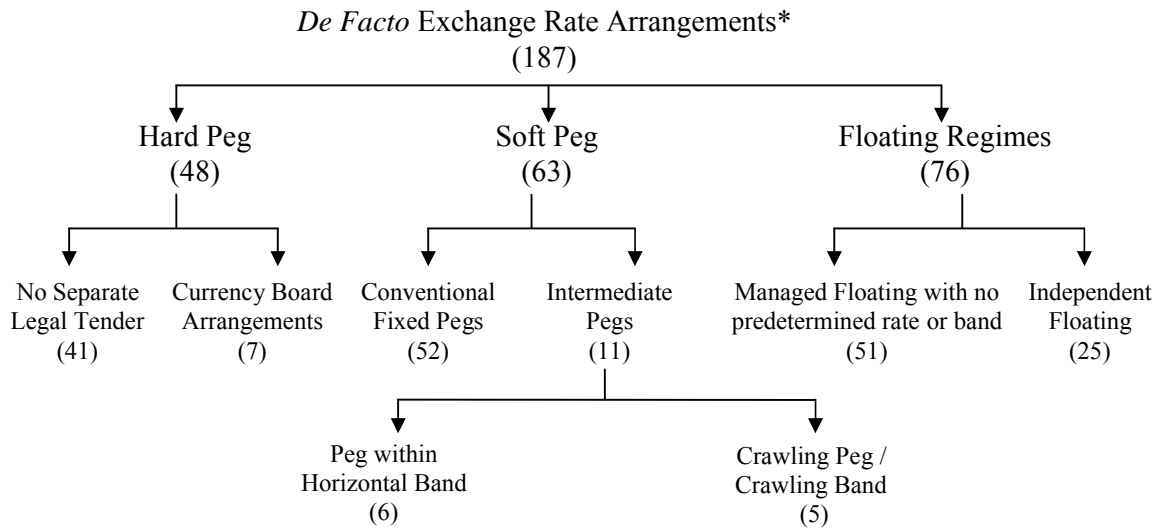 De Facto Exchange Rate Arrangements*
(187)
Hard Peg
(48)
Soft Peg
(63)
Floating Regimes
(76)
No Separate
Legal Tender
(41)
Currency Board
Arrangements
(7)
Conventional
Fixed Pegs
(52)
Intermediate
Pegs
(11)
Managed Floating with no
predetermined rate or band
(51)
Independent
Floating
(25)
Peg within
Horizontal Band
(6)
Crawling Peg /
Crawling Band
(5)